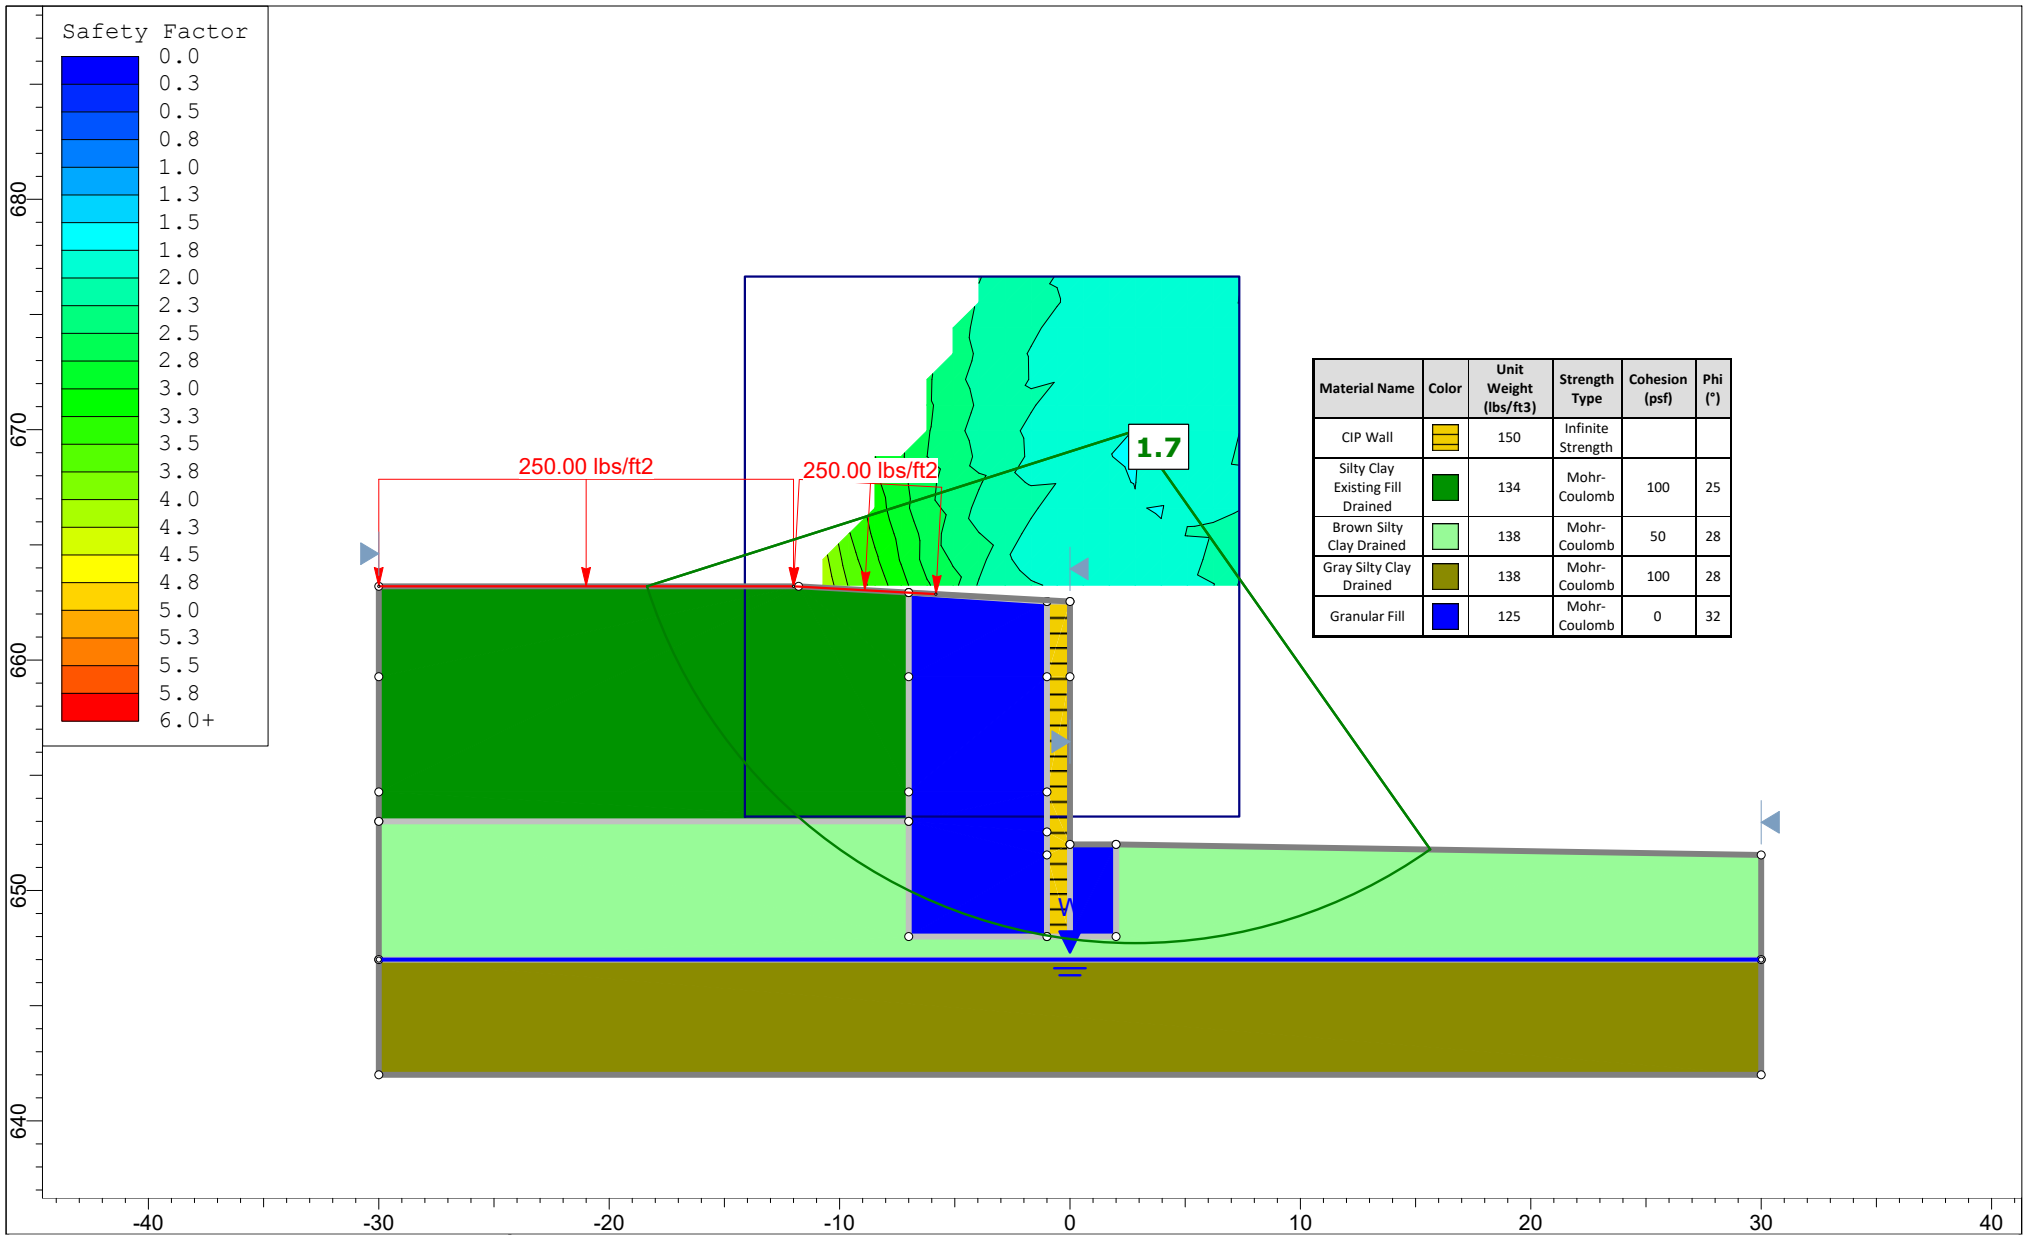 Safety Factor
0.0
0.3
0.5
0.8
1.0
1.3
1.5
1.8
2.0
2.3
2.5
2.8
3.0
3.3
3.5
3.8
4.0
4.3
4.5
4.8
5.0
5.3
5.5
5.8
6.0+
680
670
660
650
640
250.00 lbs/ft2
250.00 lbs/ft2
1.7
W
Material Name Color Unit Weight (lbs/ft3) Strength Type Cohesion (psf) Phi (°)
CIP Wall 150 Infinite Strength
Silty Clay Existing Fill Drained 134 Mohr-Coulomb 100 25
Brown Silty Clay Drained 138 Mohr-Coulomb 50 28
Gray Silty Clay Drained 138 Mohr-Coulomb 100 28
Granular Fill 125 Mohr-Coulomb 0 32
-40 -30 -20 -10 0 10 20 30 40